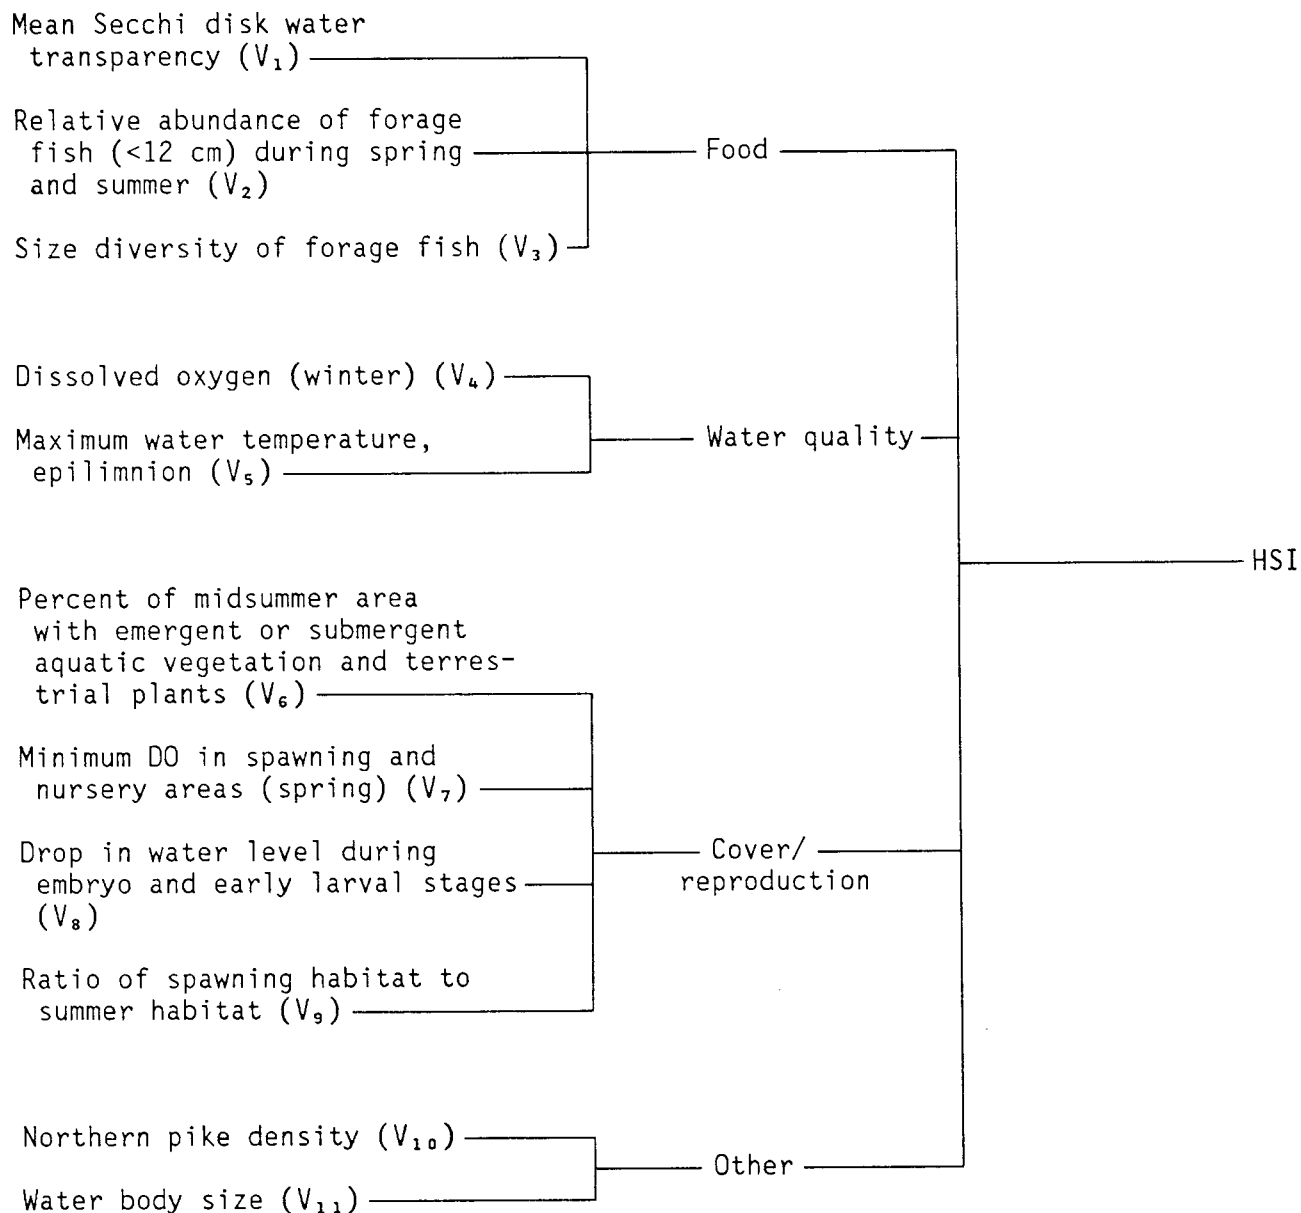 Mean Secchi disk water
transparency (V₁)
Relative abundance of forage
fish (<12 cm) during spring
and summer (V₂)
Food
Size diversity of forage fish (V₃)
Dissolved oxygen (winter) (V₄)
Maximum water temperature,
epilimnion (V₅)
Water quality
HSI
Percent of midsummer area
with emergent or submergent
aquatic vegetation and terres-
trial plants (V₆)
Minimum DO in spawning and
nursery areas (spring) (V₇)
Drop in water level during
embryo and early larval stages
(V₈)
Cover/
reproduction
Ratio of spawning habitat to
summer habitat (V₉)
Northern pike density (V₁₀)
Other
Water body size (V₁₁)